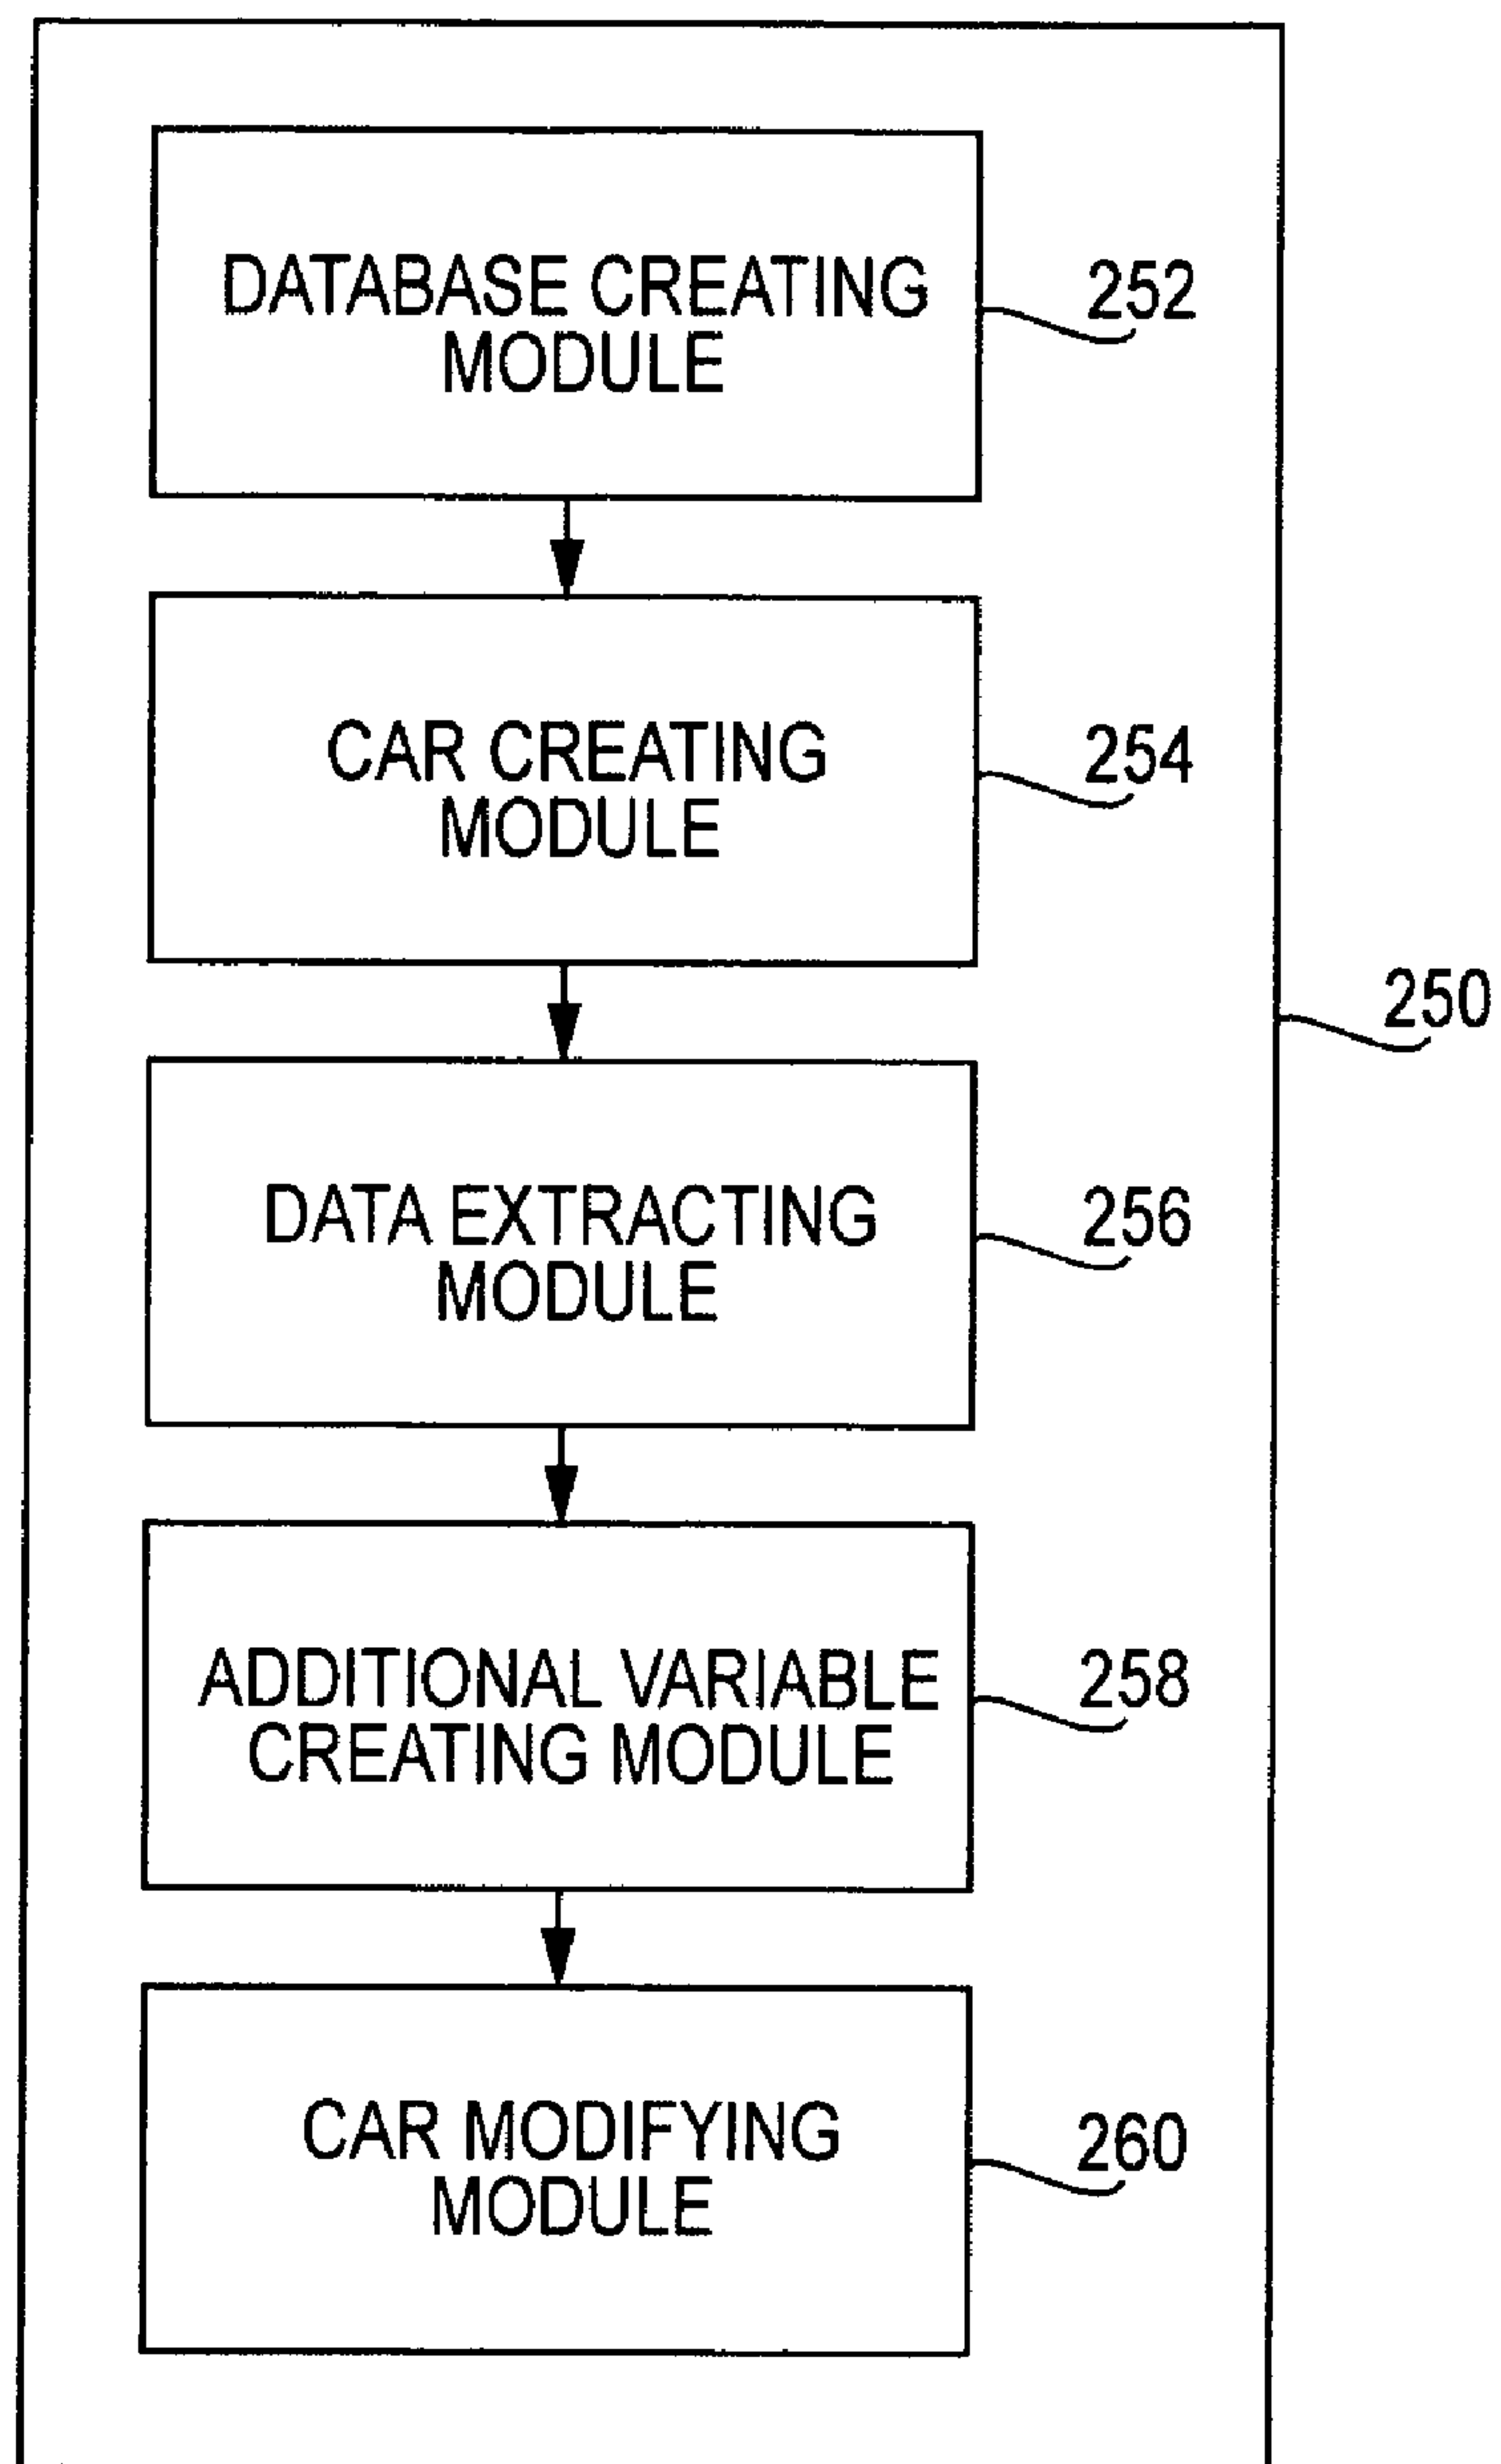 DATABASE CREATING
MODULE
252
CAR CREATING
MODULE
254
250
DATA EXTRACTING
MODULE
256
ADDITIONAL VARIABLE
CREATING MODULE
258
CAR MODIFYING
MODULE
260